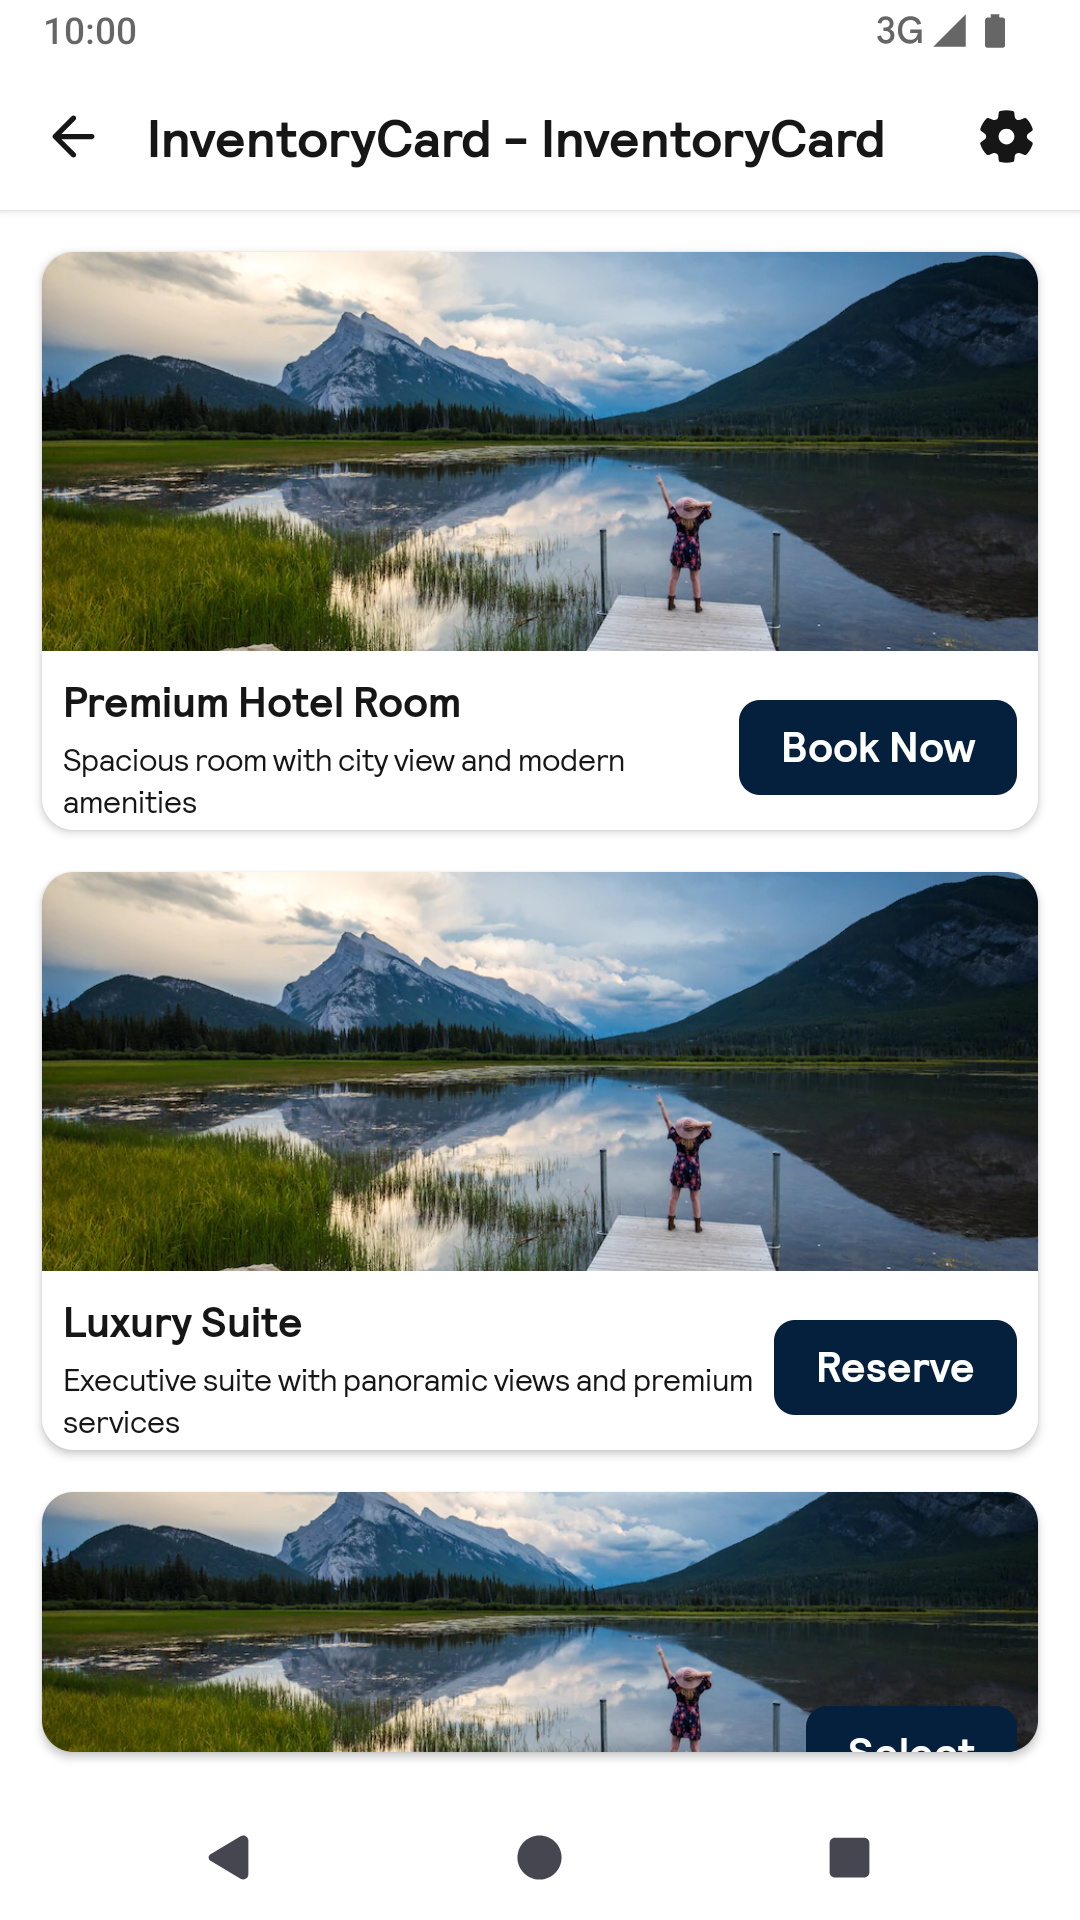 10:00
3G
InventoryCard - InventoryCard
Premium Hotel Room
Spacious room with city view and modern
amenities
Book Now
Luxury Suite
Executive suite with panoramic views and premium
services
Reserve
Select